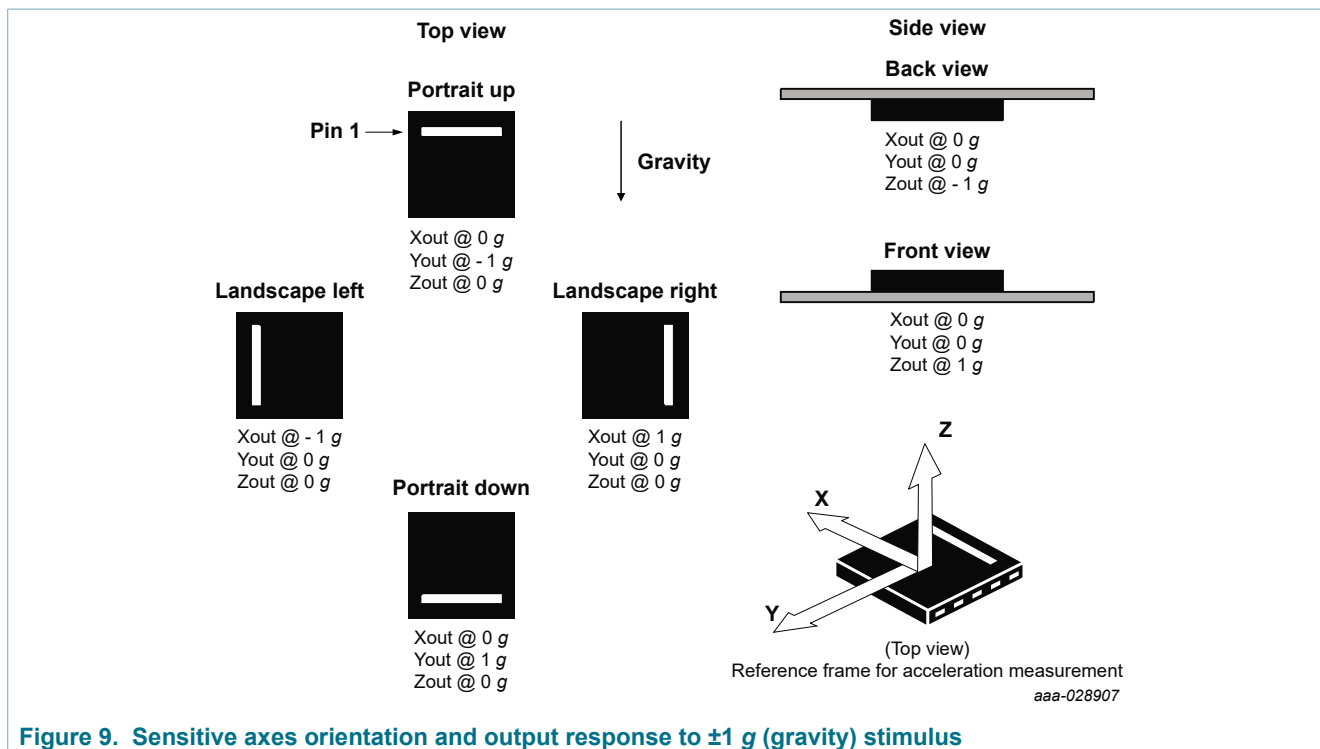 Top view
Portrait up
Pin 1
Gravity
Xout @ 0 g
Yout @ - 1 g
Zout @ 0 g
Landscape left
Xout @ - 1 g
Yout @ 0 g
Zout @ 0 g
Landscape right
Xout @ 1 g
Yout @ 0 g
Zout @ 0 g
Portrait down
Xout @ 0 g
Yout @ 1 g
Zout @ 0 g
Side view
Back view
Xout @ 0 g
Yout @ 0 g
Zout @ - 1 g
Front view
Xout @ 0 g
Yout @ 0 g
Zout @ 1 g
Z
X
Y
(Top view)
Reference frame for acceleration measurement
aaa-028907
Figure 9. Sensitive axes orientation and output response to ±1 g (gravity) stimulus